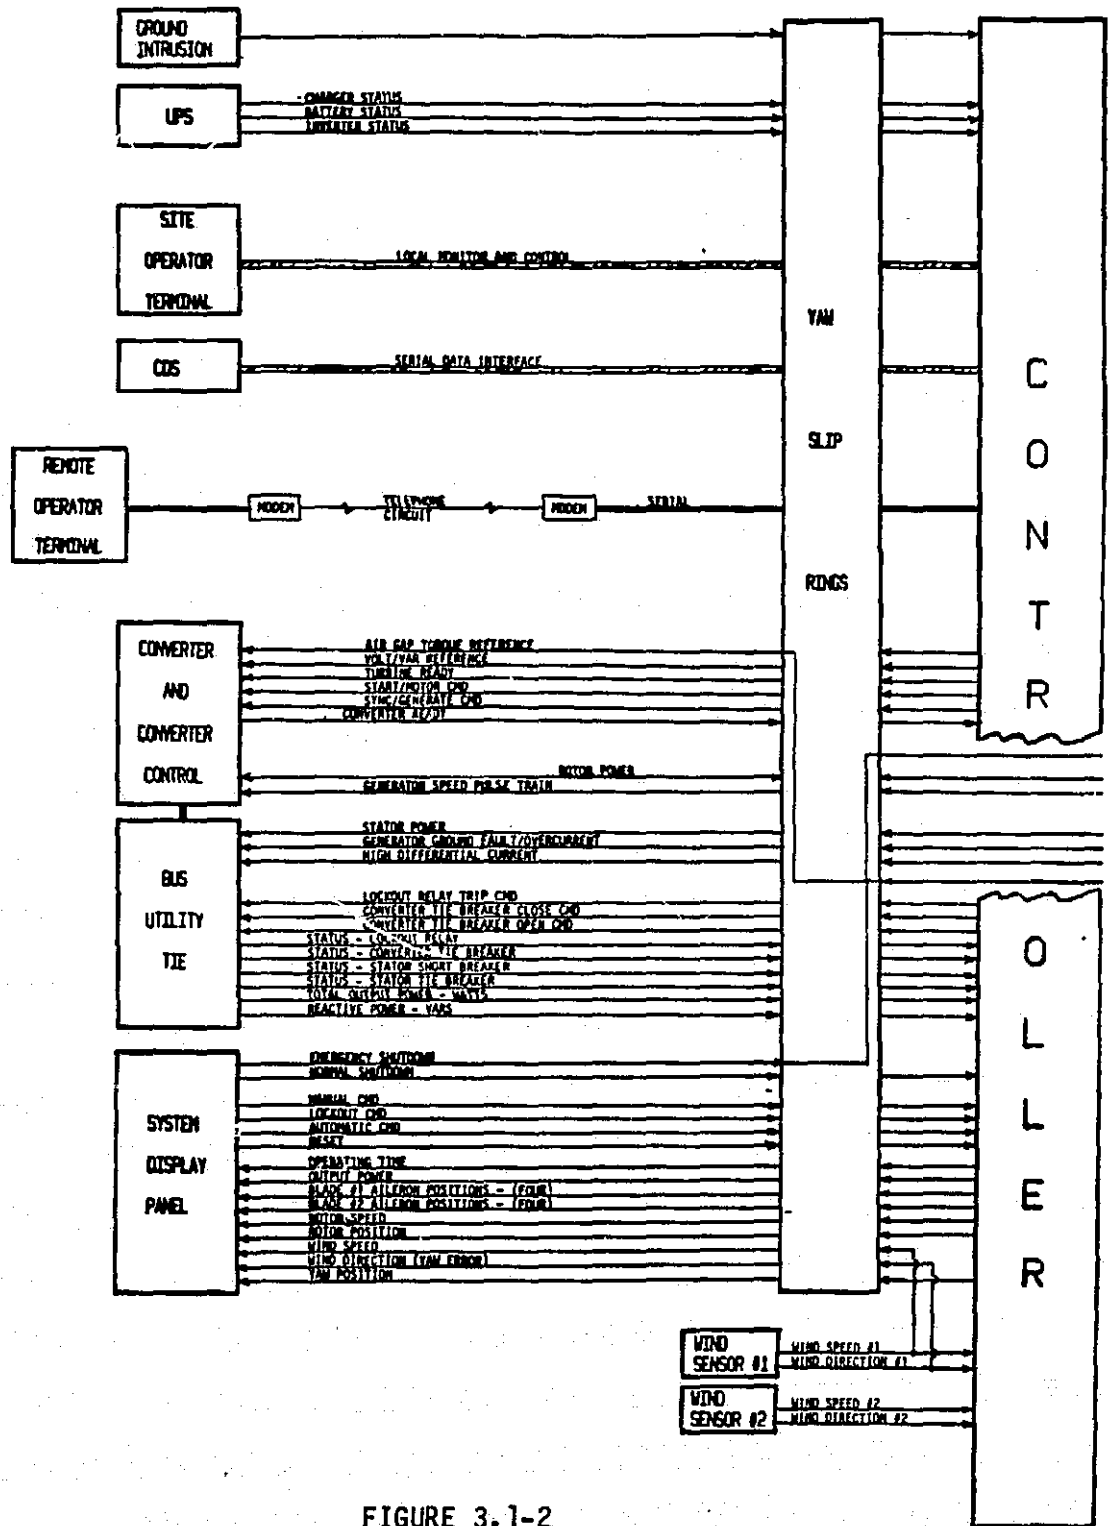 GROUND
INTRUSION
UPS
CHARGER STATUS
BATTERY STATUS
INVERTER STATUS
SITE
OPERATOR
TERMINAL
LOCAL MONITOR AND CONTROL
CDS
SERIAL DATA INTERFACE
REMOTE
OPERATOR
TERMINAL
MODEM
TELEPHONE
CIRCUIT
MODEM
SERIAL
YAW
SLIP
RINGS
CONTR
OLLER
CONVERTER
AND
CONVERTER
CONTROL
AIR GAP TORQUE REFERENCE
VOLT/VAR REFERENCE
TURBINE READY
START/MOTOR CMD
SYNC/GENERATE CMD
CONVERTER READY
ROTOR POWER
GENERATOR SPEED PULSE TRAIN
BUS
UTILITY
TIE
STATOR POWER
GENERATOR GROUND FAULT/OVERCURRENT
HIGH DIFFERENTIAL CURRENT
LOCKOUT RELAY TRIP CMD
CONVERTER TIE BREAKER CLOSE CMD
CONVERTER TIE BREAKER OPEN CMD
STATUS - LOCKOUT RELAY
STATUS - CONVERTER TIE BREAKER
STATUS - STATOR SHORT BREAKER
STATUS - STATOR TIE BREAKER
TOTAL OUTPUT POWER - WATTS
REACTIVE POWER - VARS
SYSTEM
DISPLAY
PANEL
EMERGENCY SHUTDOWN
NORMAL SHUTDOWN
MANUAL CMD
LOCKOUT CMD
AUTOMATIC CMD
RESET
OPERATING TIME
OUTPUT POWER
BLADE #1 AILERON POSITIONS - (FOUR)
BLADE #2 AILERON POSITIONS - (FOUR)
ROTOR SPEED
ROTOR POSITION
WIND SPEED
WIND DIRECTION (YAW ERROR)
YAW POSITION
WIND
SENSOR #1
WIND SPEED #1
WIND DIRECTION #1
WIND
SENSOR #2
WIND SPEED #2
WIND DIRECTION #2
FIGURE 3.1-2